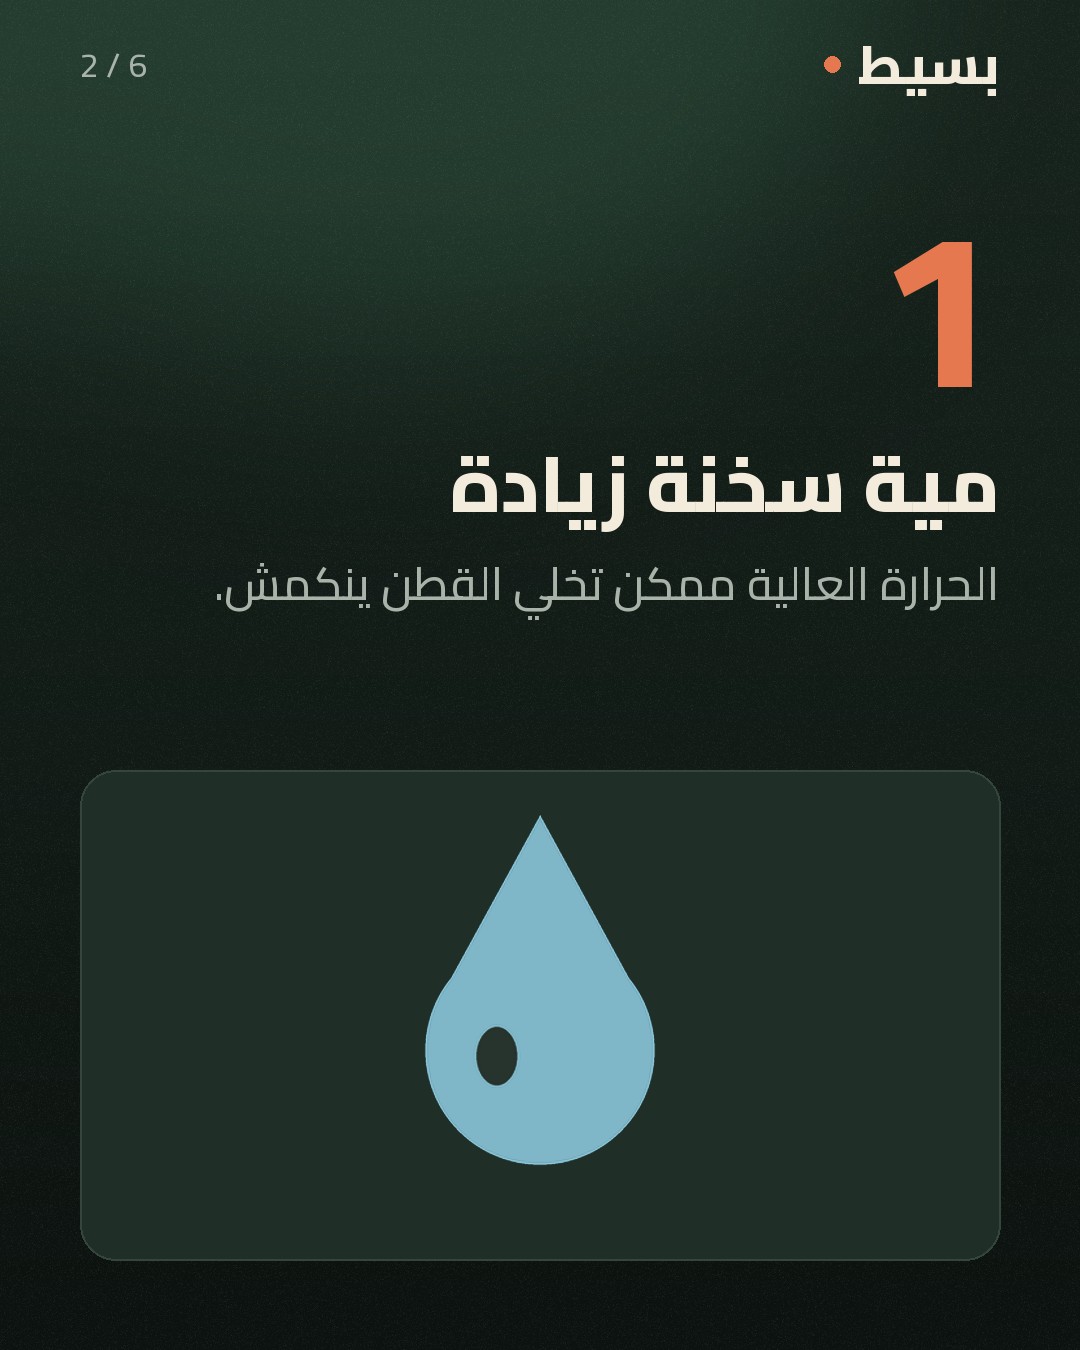 بسيط
2 / 6
1
مية سخنة زيادة
الحرارة العالية ممكن تخلي القطن ينكمش.